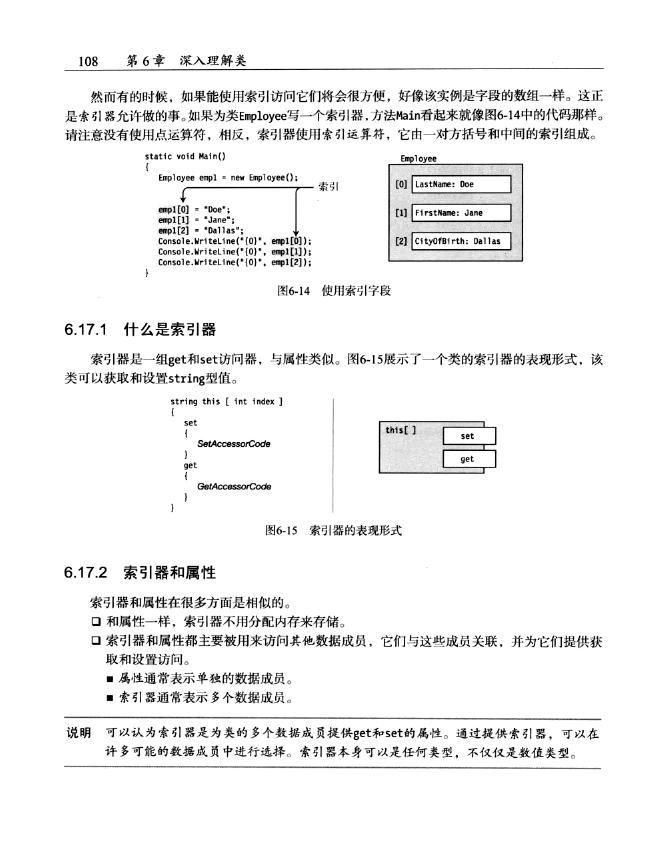 108 第 6 章 深入理解类
然而有的时候，如果能使用索引访问它们将会很方便，好像该实例是字段的数组一样。这正
是索引器允许做的事。如果为类Employee写一个索引器，方法Main看起来就像图6-14中的代码那样。
请注意没有使用点运算符，相反，索引器使用索引运算符，它由一对方括号和中间的索引组成。
static void Main()
{
Employee emp1 = new Employee();
索引
emp1[0] = "Doe";
emp1[1] = "Jane";
emp1[2] = "Dallas";
Console.WriteLine("{0}", emp1[0]);
Console.WriteLine("{0}", emp1[1]);
Console.WriteLine("{0}", emp1[2]);
}
Employee
[0] LastName: Doe
[1] FirstName: Jane
[2] CityOfBirth: Dallas
图6-14 使用索引字段
6.17.1 什么是索引器
索引器是一组get和set访问器，与属性类似。图6-15展示了一个类的索引器的表现形式，该
类可以获取和设置string型值。
string this [ int index ]
{
set
{
SetAccessorCode
}
get
{
GetAccessorCode
}
}
this[ ]
set
get
图6-15 索引器的表现形式
6.17.2 索引器和属性
索引器和属性在很多方面是相似的。
□ 和属性一样，索引器不用分配内存来存储。
□ 索引器和属性都主要被用来访问其他数据成员，它们与这些成员关联，并为它们提供获
取和设置访问。
■ 属性通常表示单独的数据成员。
■ 索引器通常表示多个数据成员。
说明 可以认为索引器是为类的多个数据成员提供get和set的属性。通过提供索引器，可以在
许多可能的数据成员中进行选择。索引器本身可以是任何类型，不仅仅是数值类型。